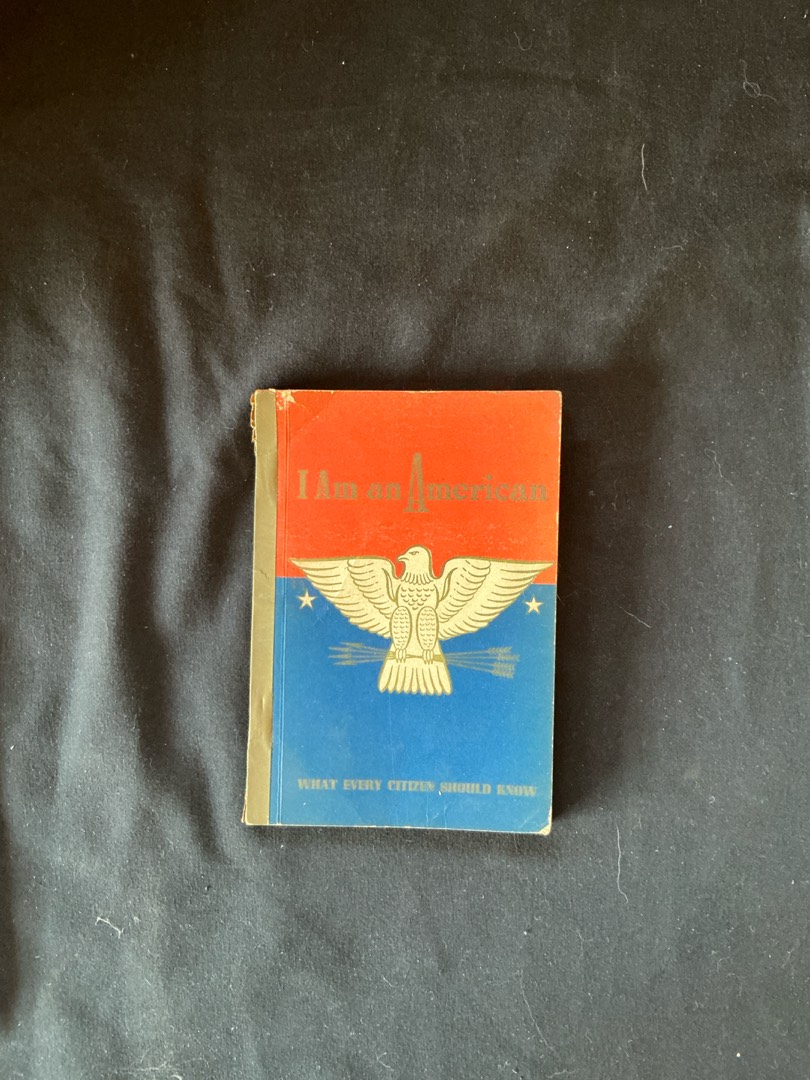 I Am an American
WHAT EVERY CITIZEN SHOULD KNOW